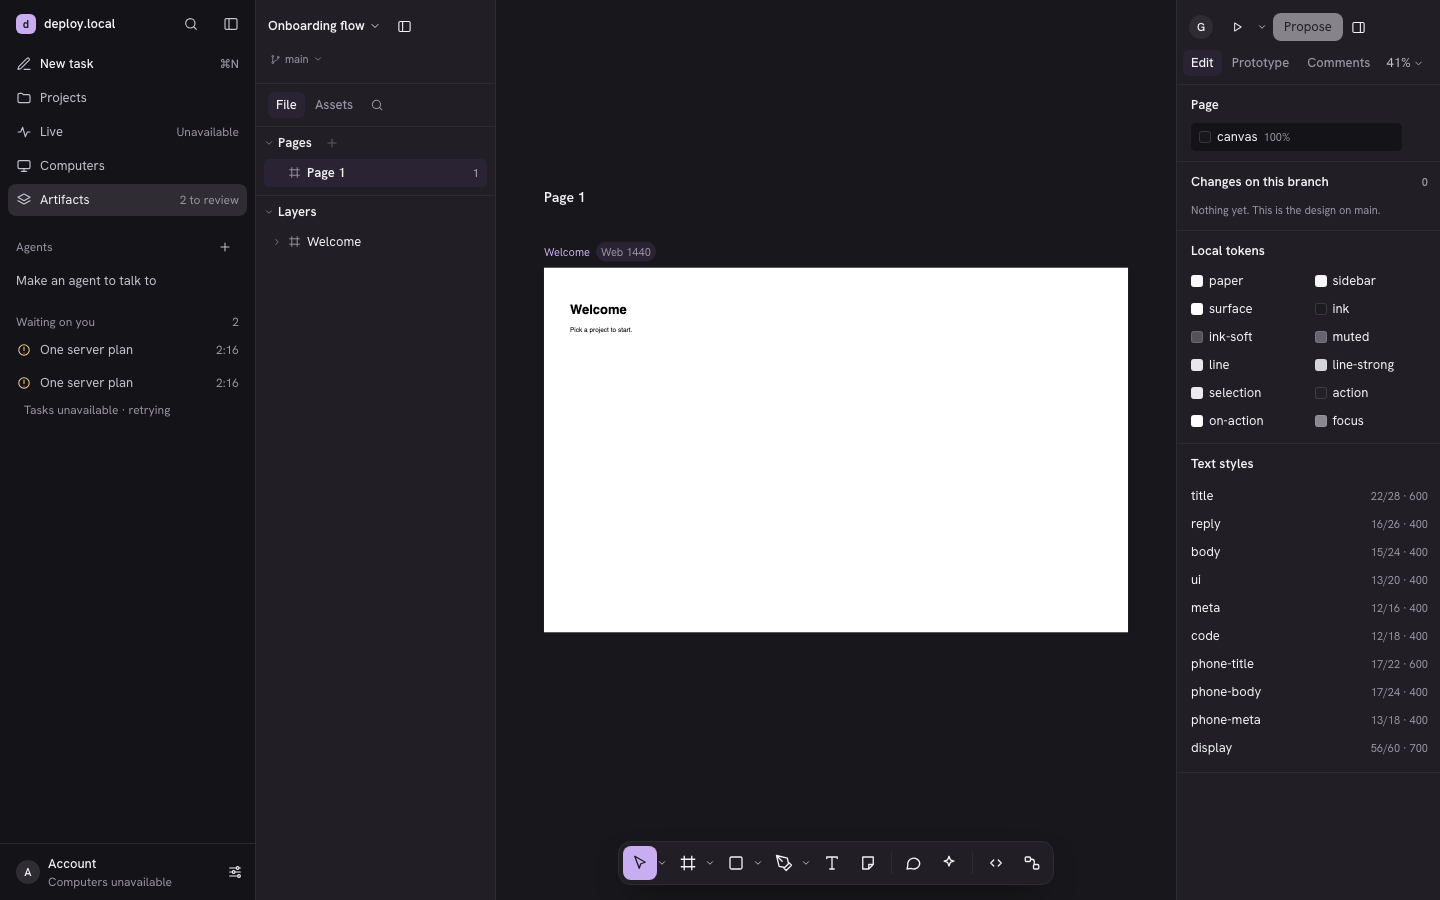 d deploy.local
New task ⌘N
Projects
Live Unavailable
Computers
Artifacts 2 to review
Agents
Make an agent to talk to
Waiting on you 2
One server plan 2:16
One server plan 2:16
Tasks unavailable · retrying
A Account
Computers unavailable
Onboarding flow
main
File Assets
Pages
Page 1 1
Layers
Welcome
Page 1
Welcome Web 1440
Welcome
Pick a project to start.
G Propose
Edit Prototype Comments 41%
Page
canvas 100%
Changes on this branch 0
Nothing yet. This is the design on main.
Local tokens
paper sidebar
surface ink
ink-soft muted
line line-strong
selection action
on-action focus
Text styles
title 22/28 · 600
reply 16/26 · 400
body 15/24 · 400
ui 13/20 · 400
meta 12/16 · 400
code 12/18 · 400
phone-title 17/22 · 600
phone-body 17/24 · 400
phone-meta 13/18 · 400
display 56/60 · 700